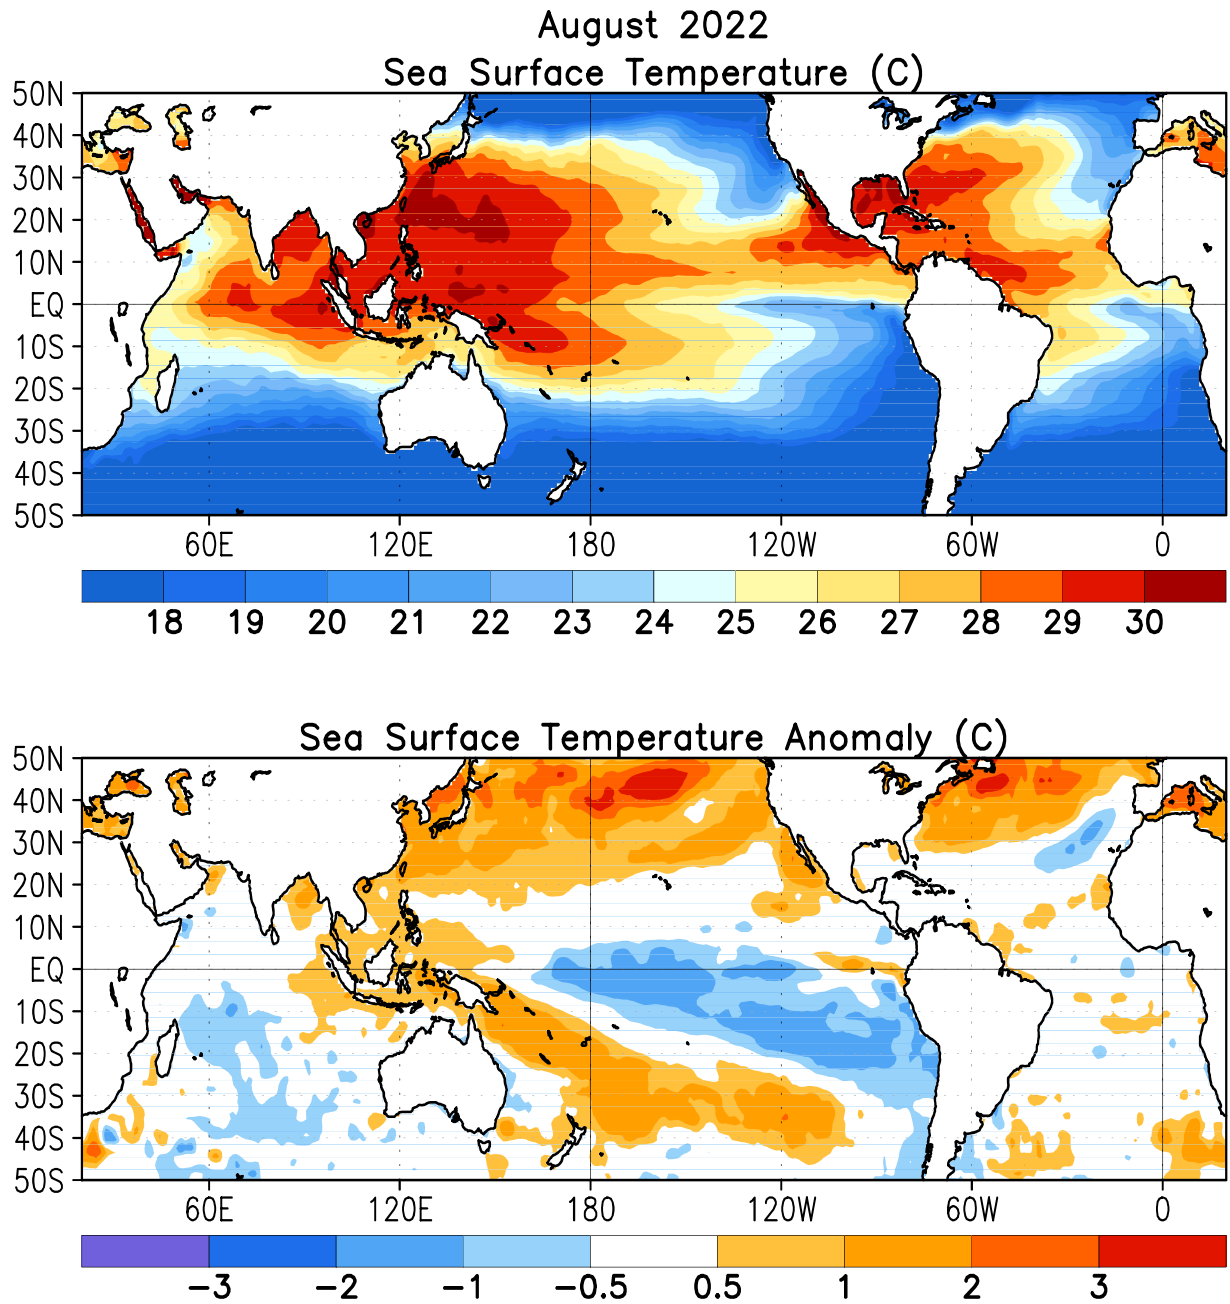 August 2022
Sea Surface Temperature (C)
50N
40N
30N
20N
10N
EQ
10S
20S
30S
40S
50S
60E 120E 180 120W 60W 0
18 19 20 21 22 23 24 25 26 27 28 29 30
Sea Surface Temperature Anomaly (C)
50N
40N
30N
20N
10N
EQ
10S
20S
30S
40S
50S
60E 120E 180 120W 60W 0
−3 −2 −1 −0.5 0.5 1 2 3